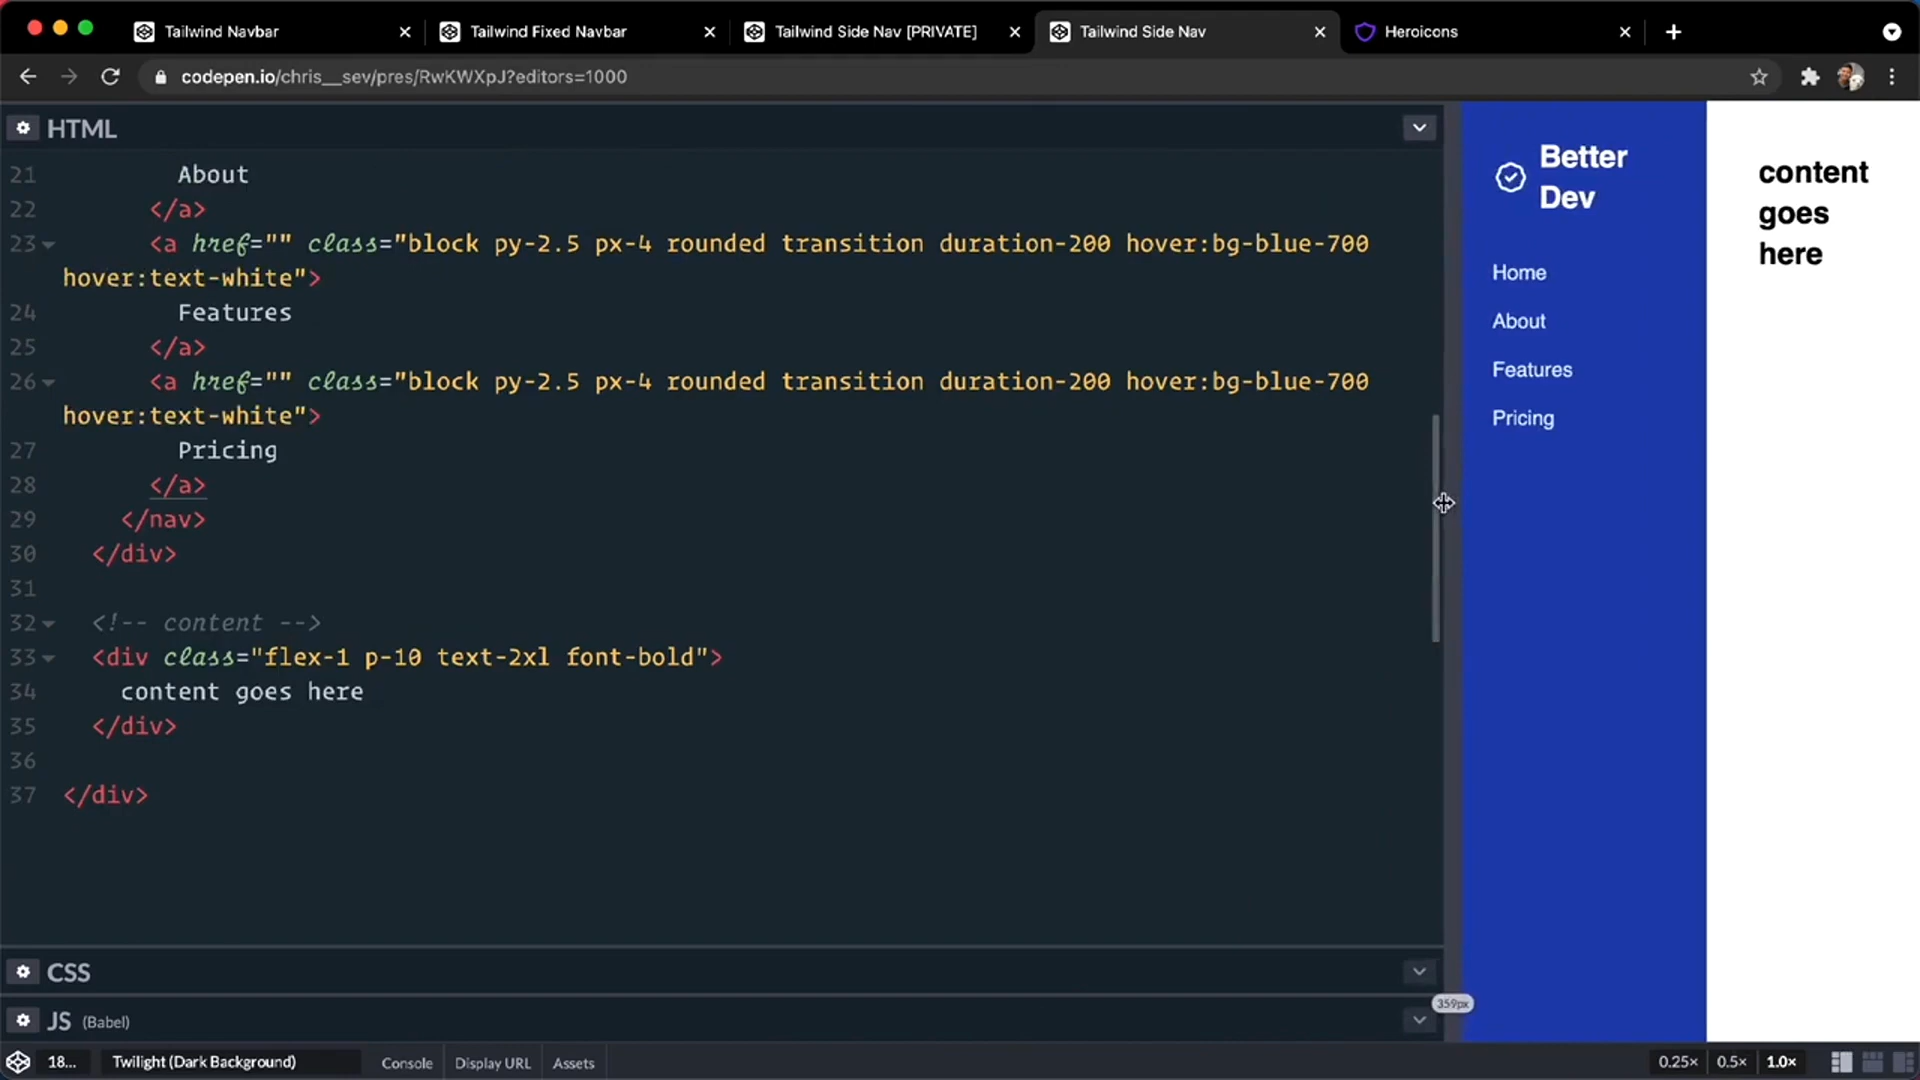 Tailwind Navbar
Tailwind Fixed Navbar
Tailwind Side Nav [PRIVATE]
Tailwind Side Nav
Heroicons
codepen.io/chris__sev/pres/RwKWXpJ?editors=1000
HTML
21 About
22 </a>
23 <a href="" class="block py-2.5 px-4 rounded transition duration-200 hover:bg-blue-700
hover:text-white">
24 Features
25 </a>
26 <a href="" class="block py-2.5 px-4 rounded transition duration-200 hover:bg-blue-700
hover:text-white">
27 Pricing
28 </a>
29 </nav>
30 </div>
31
32 <!-- content -->
33 <div class="flex-1 p-10 text-2xl font-bold">
34 content goes here
35 </div>
36
37 </div>
Better
Dev
Home
About
Features
Pricing
content
goes
here
CSS
359px
JS (Babel)
18... Twilight (Dark Background) Console Display URL Assets
0.25× 0.5× 1.0×